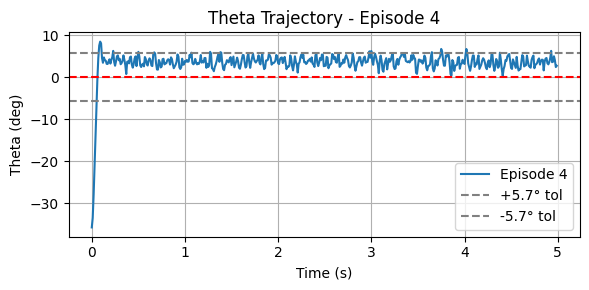 Theta Trajectory - Episode 4
Theta (deg)
10
0
−10
−20
−30
0
1
2
3
4
5
Time (s)
Episode 4
+5.7° tol
-5.7° tol